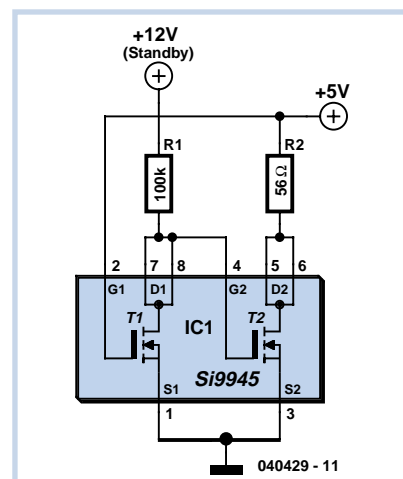 +12V
(Standby)
+5V
R1
R2
100k
56Ω
2
7
8
4
5
6
G1
D1
G2
D2
T1
IC1
T2
Si9945
S1
S2
1
3
040429 - 11